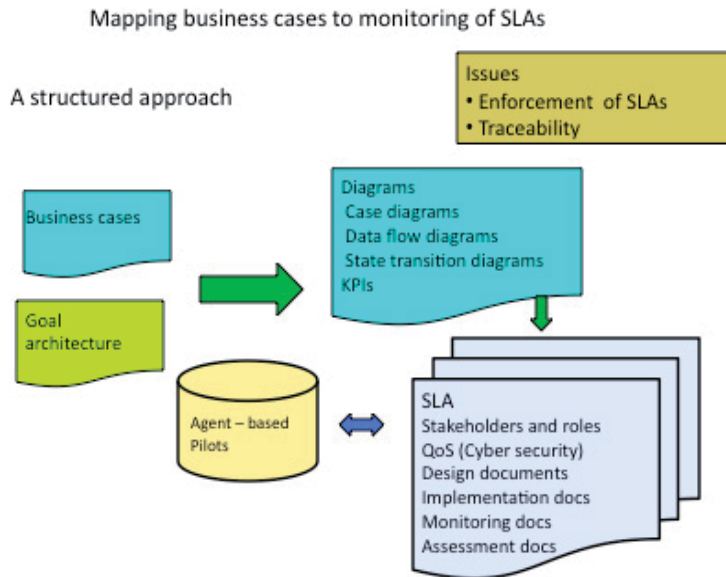 Mapping business cases to monitoring of SLAs
A structured approach
Issues
• Enforcement of SLAs
• Traceability
Business cases
Diagrams
Case diagrams
Data flow diagrams
State transition diagrams
KPIs
Goal
architecture
Agent – based
Pilots
SLA
Stakeholders and roles
QoS (Cyber security)
Design documents
Implementation docs
Monitoring docs
Assessment docs